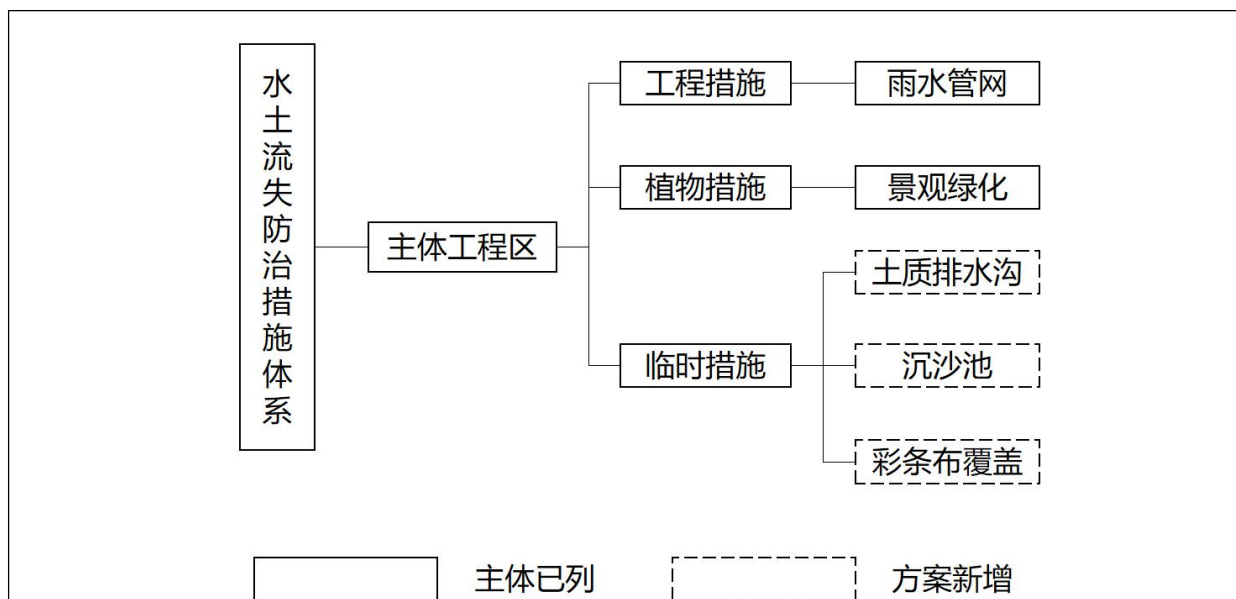 水土流失防治措施体系
主体工程区
工程措施
雨水管网
植物措施
景观绿化
临时措施
土质排水沟
沉沙池
彩条布覆盖
主体已列
方案新增